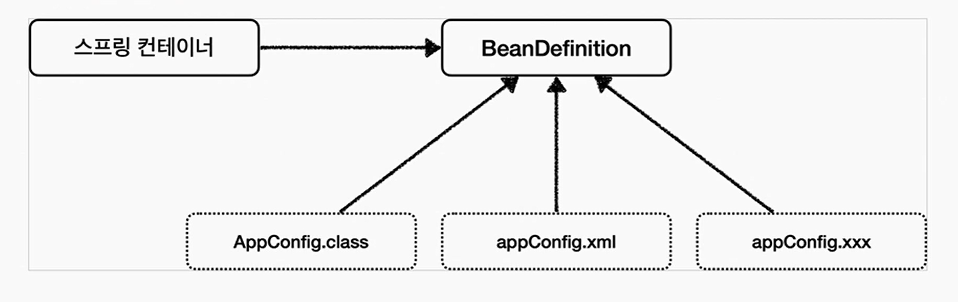 스프링 컨테이너
BeanDefinition
AppConfig.class
appConfig.xml
appConfig.xxx